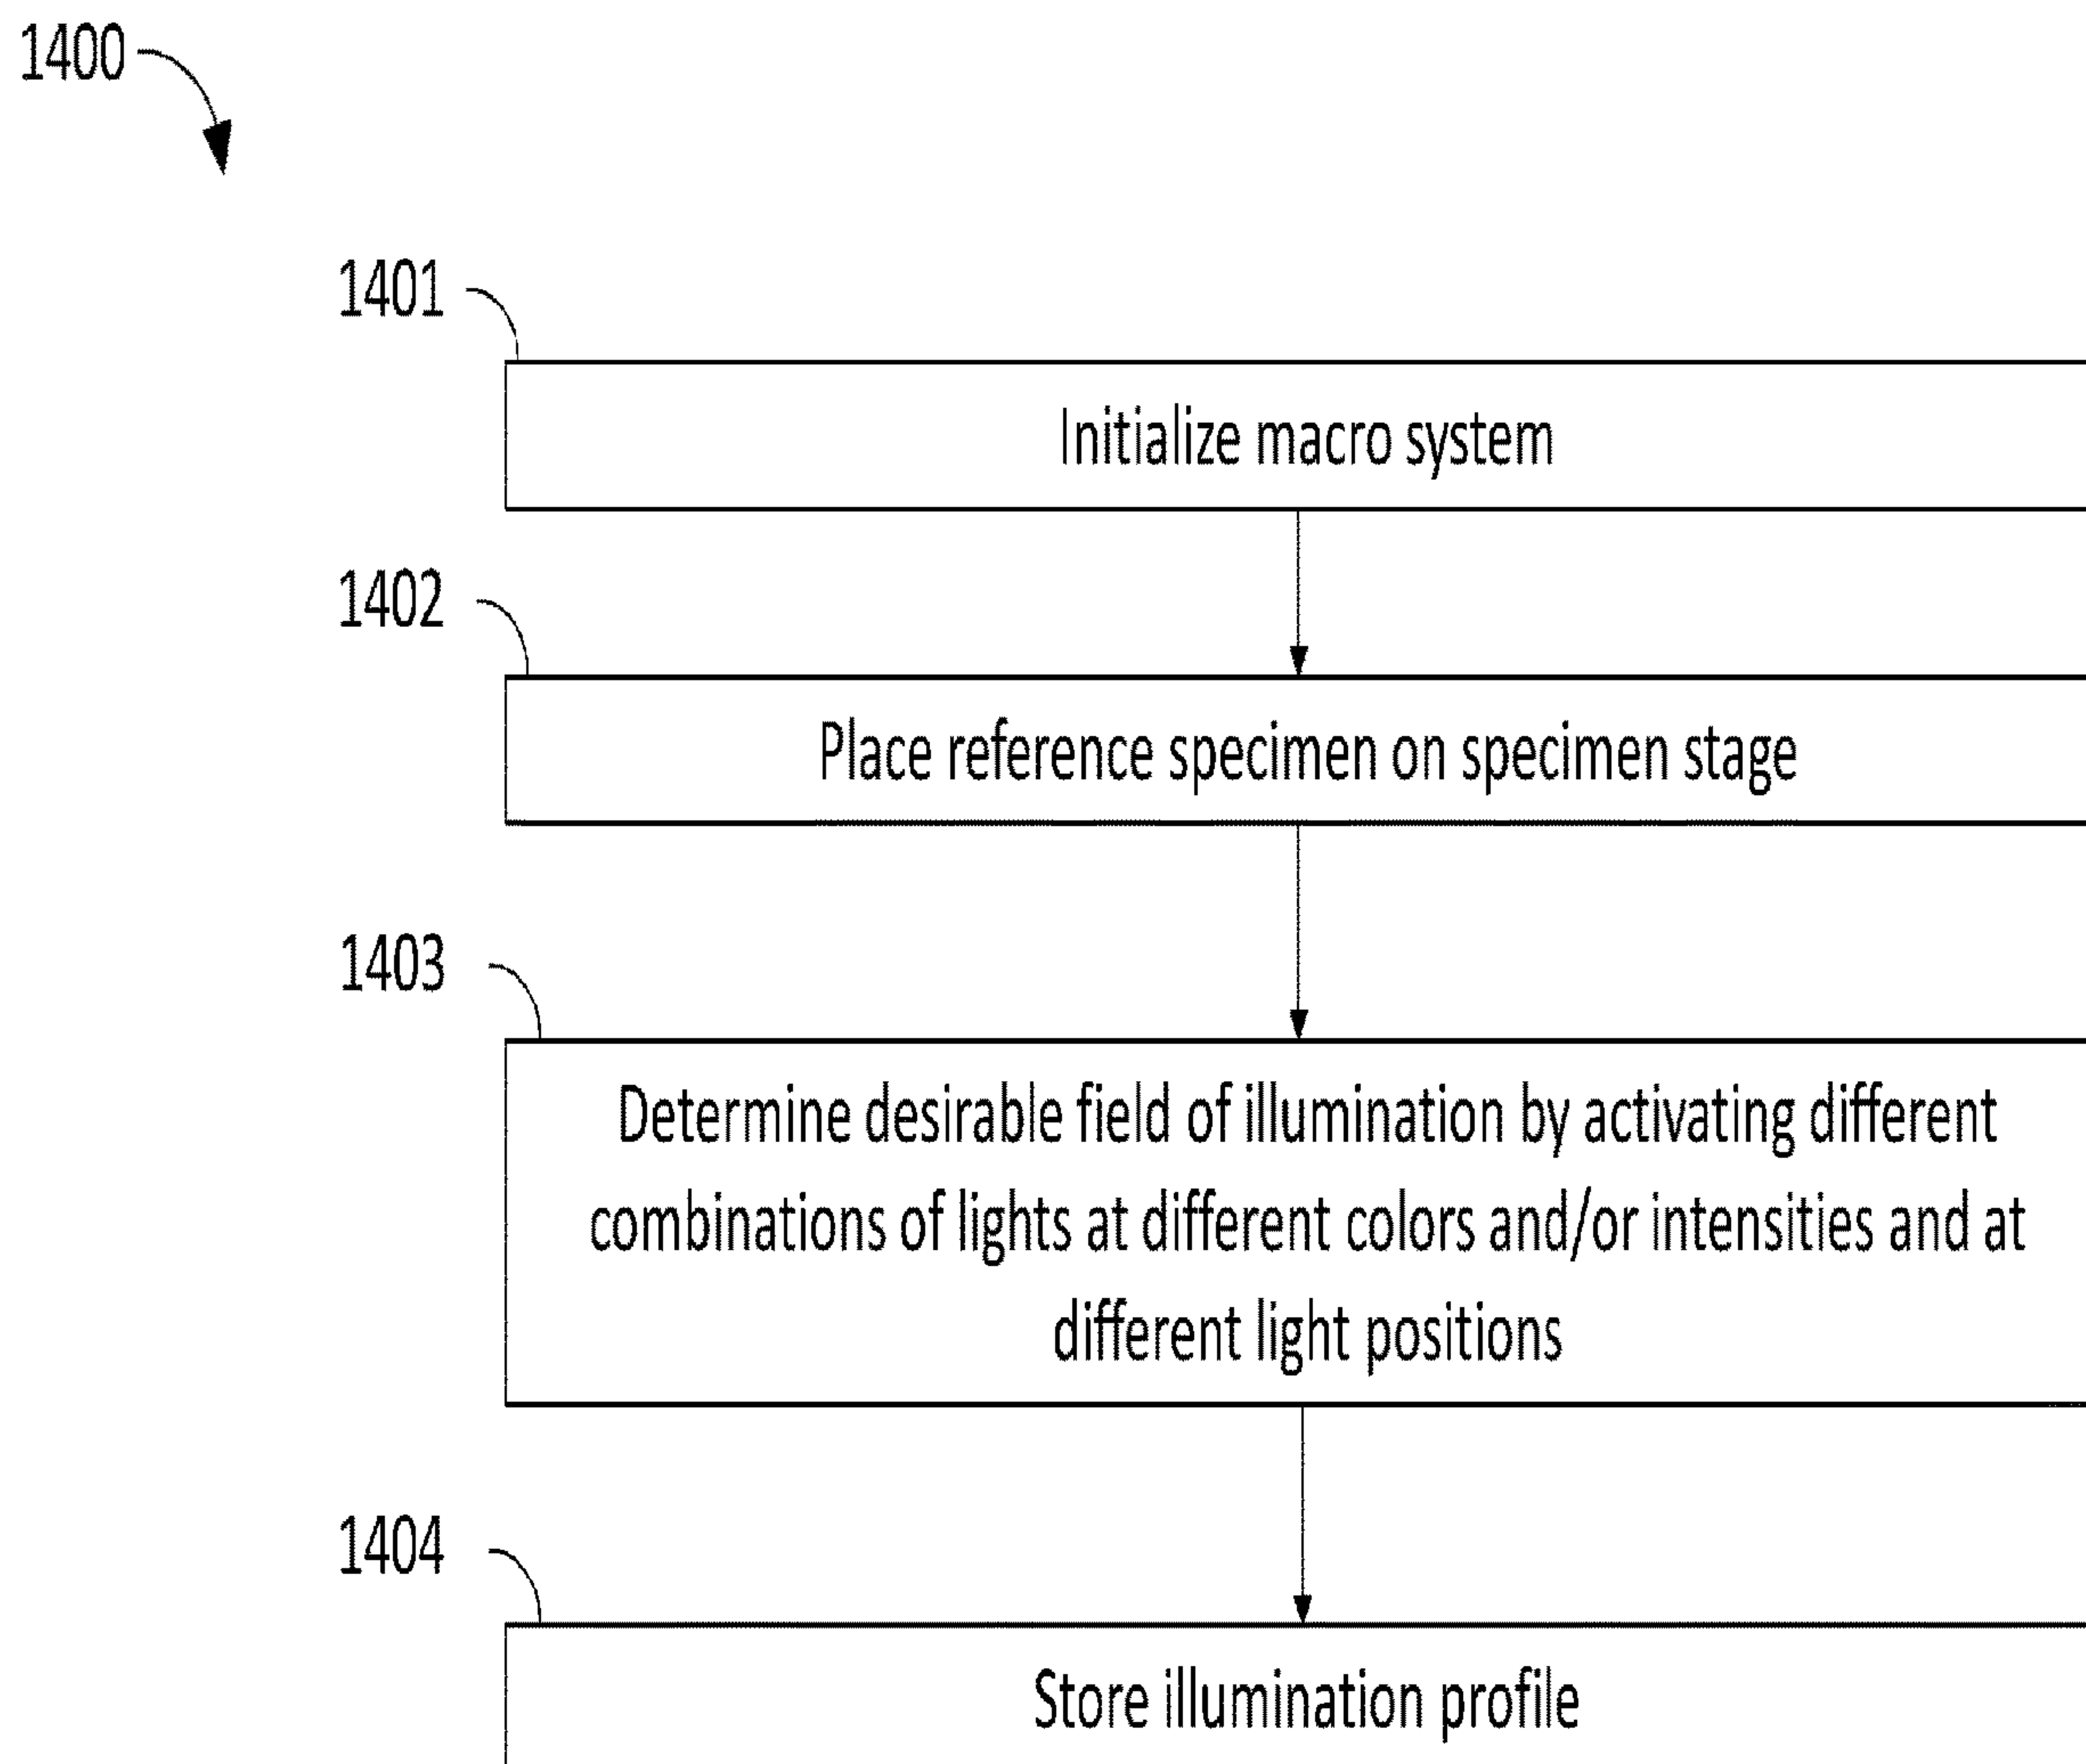 1400
1401
Initialize macro system
1402
Place reference specimen on specimen stage
1403
Determine desirable field of illumination by activating different
combinations of lights at different colors and/or intensities and at
different light positions
1404
Store illumination profile